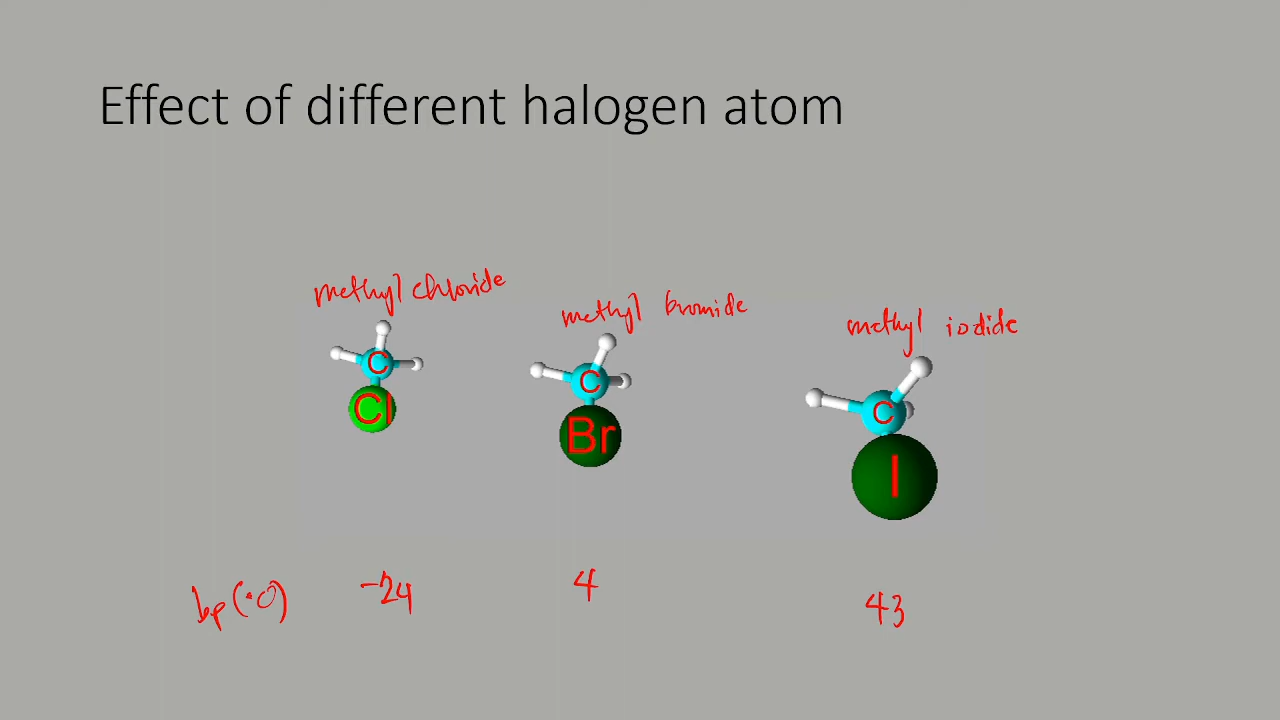 Effect of different halogen atom
methyl chloride
methyl bromide
methyl iodide
C
C
C
Cl
Br
I
bp (°C) -24 4 43